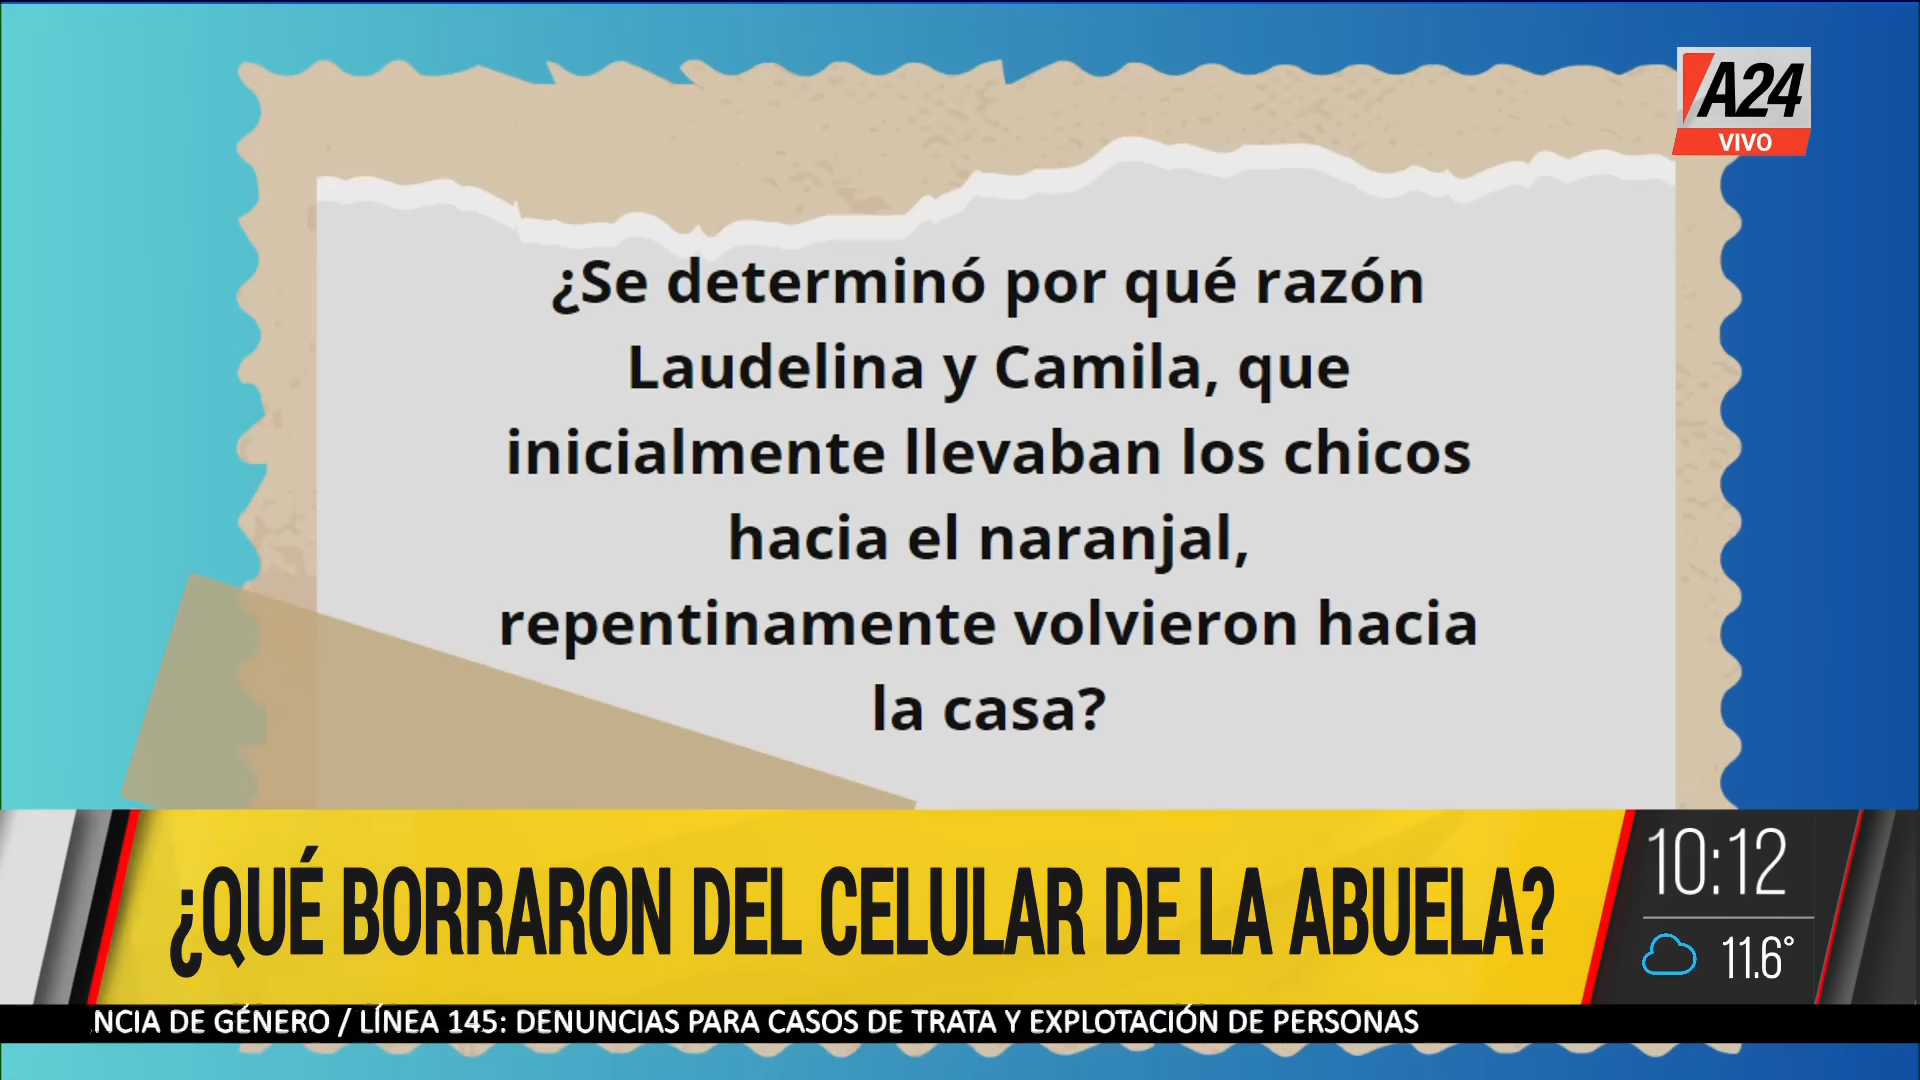 A24
VIVO
¿Se determinó por qué razón
Laudelina y Camila, que
inicialmente llevaban los chicos
hacia el naranjal,
repentinamente volvieron hacia
la casa?
¿QUÉ BORRARON DEL CELULAR DE LA ABUELA?
10:12
11.6°
NCIA DE GÉNERO / LÍNEA 145: DENUNCIAS PARA CASOS DE TRATA Y EXPLOTACIÓN DE PERSONAS